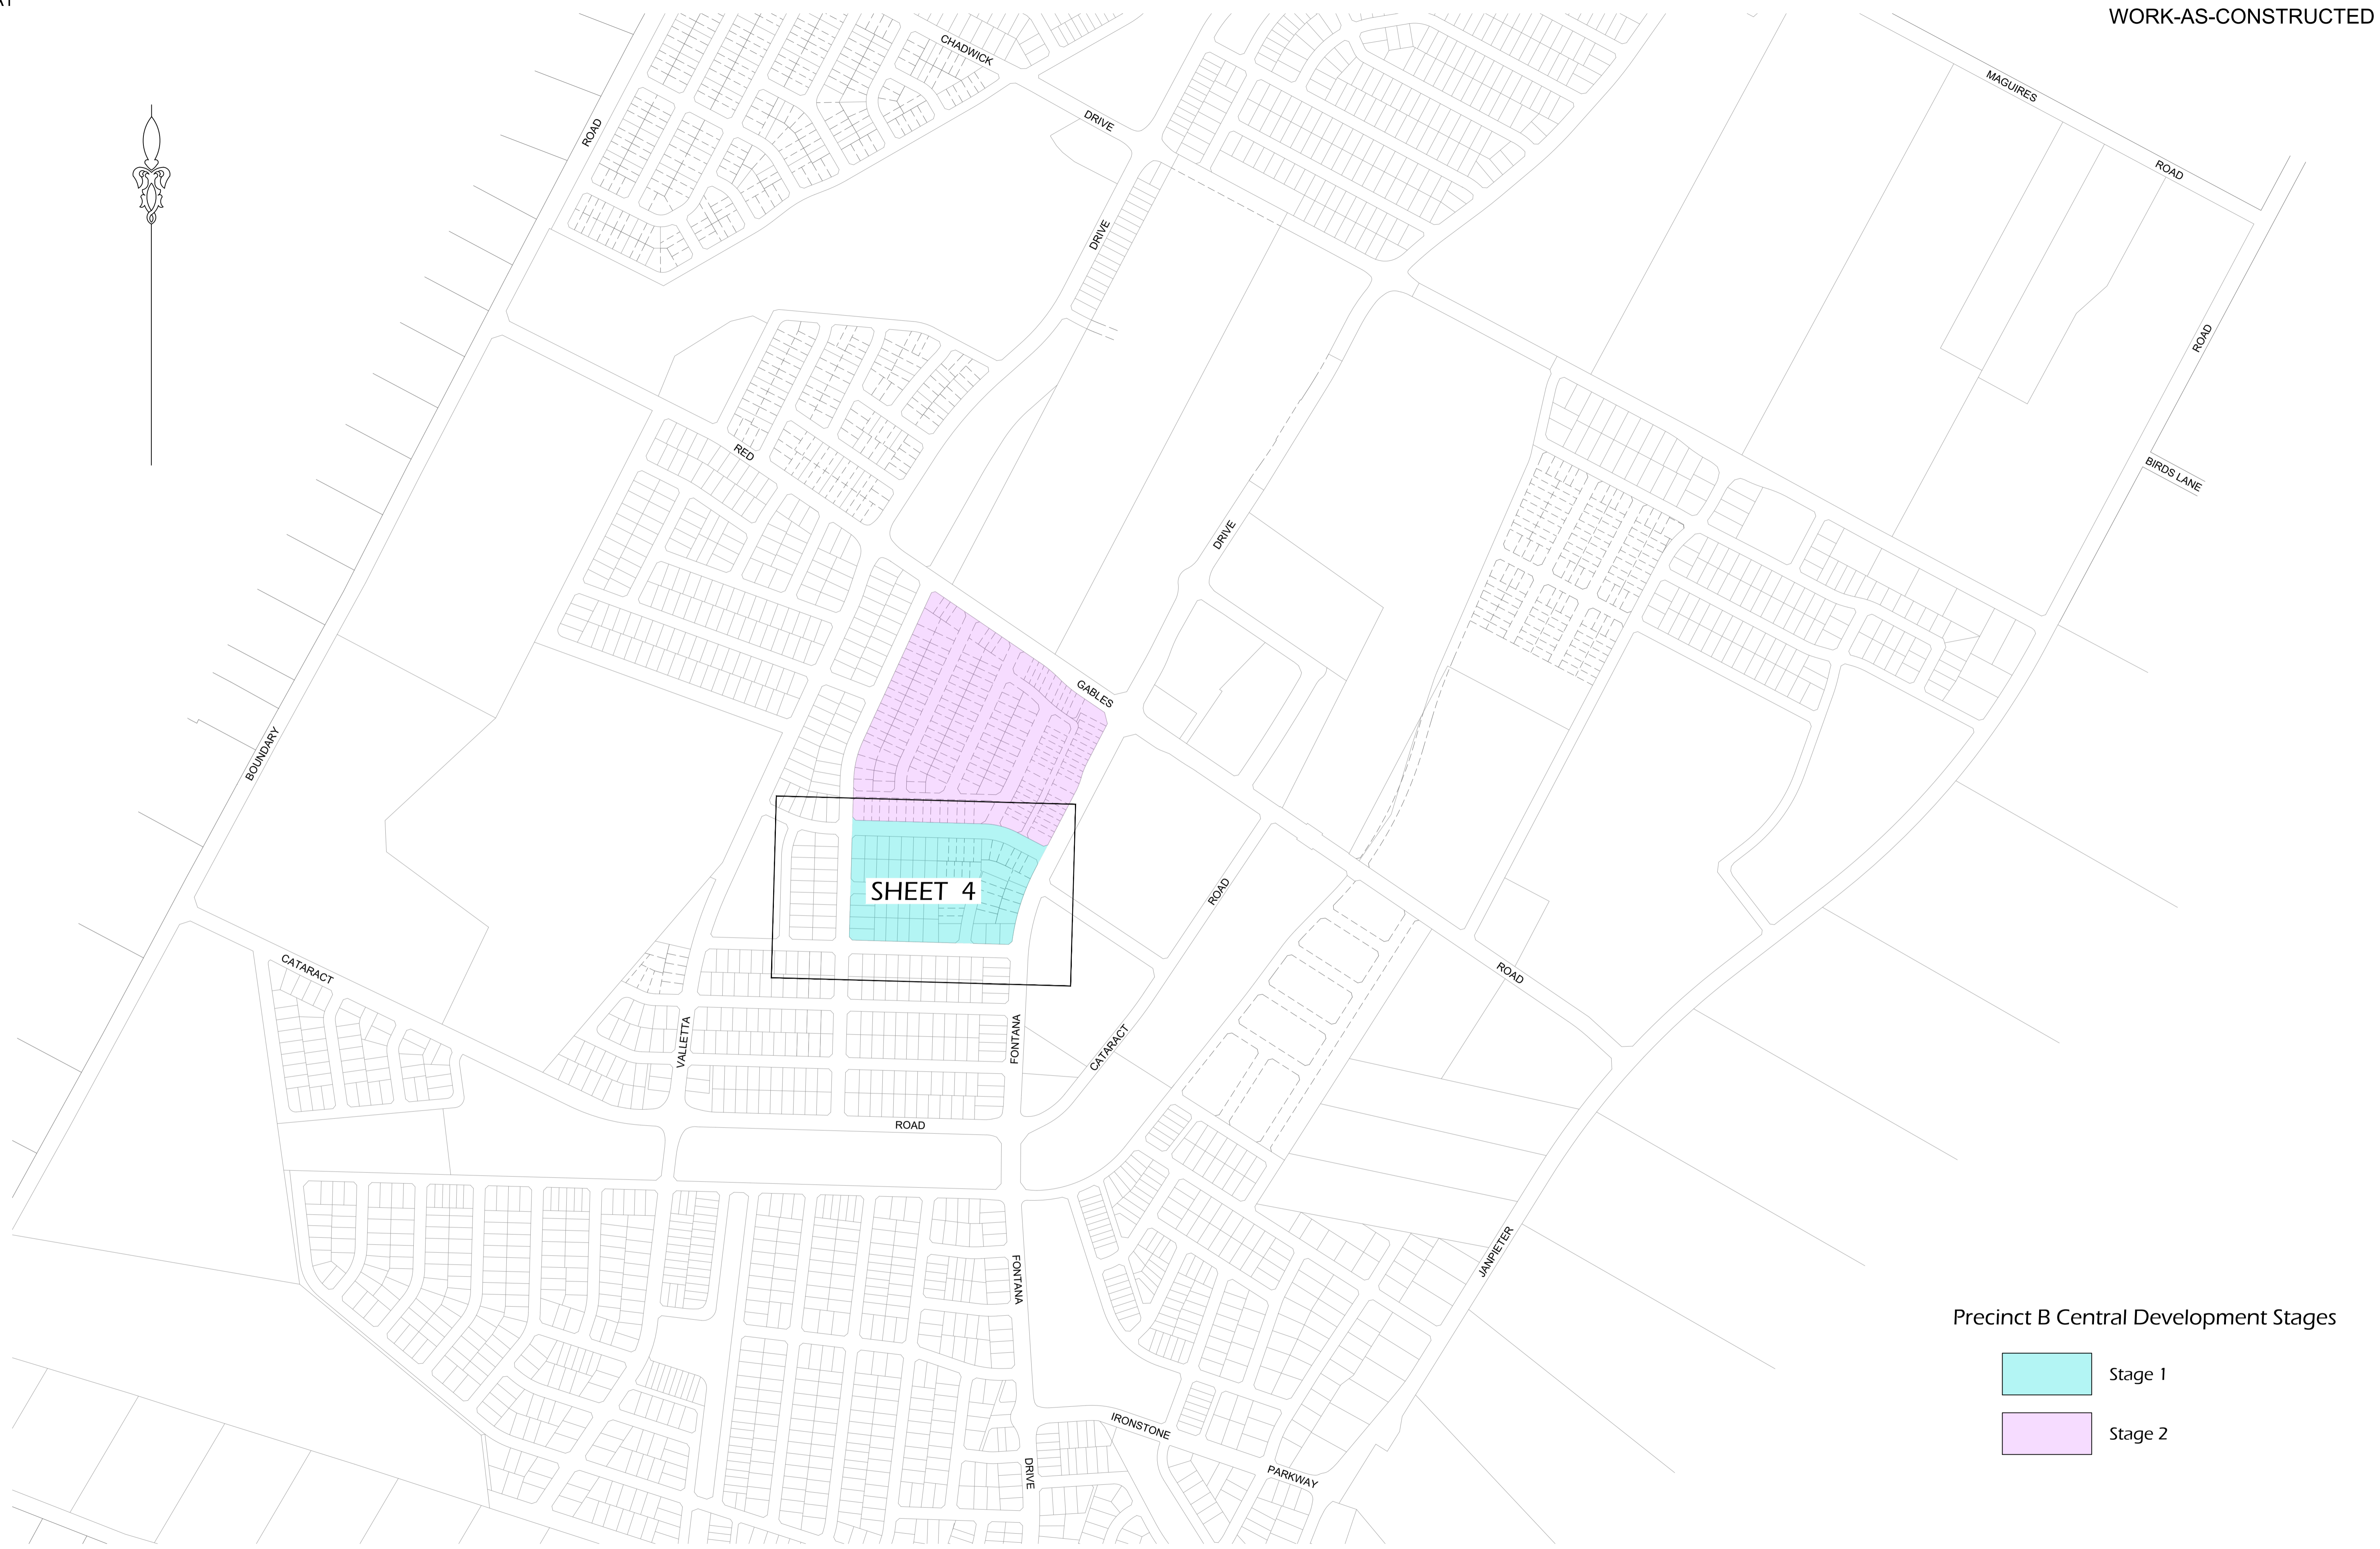 WORK-AS-CONSTRUCTED
CHADWICK
DRIVE
MAGUIRES
ROAD
ROAD
DRIVE
ROAD
BIRDS LANE
RED
DRIVE
GABLES
BOUNDARY
SHEET 4
ROAD
CATARACT
ROAD
VALLETTA
FONTANA
CATARACT
ROAD
FONTANA
JANPIETER
Precinct B Central Development Stages
Stage 1
Stage 2
IRONSTONE
DRIVE
PARKWAY